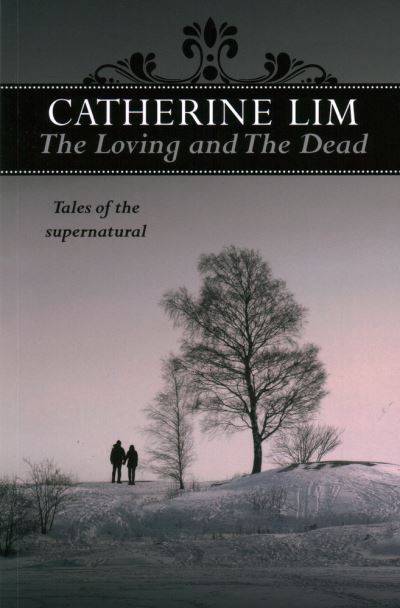 CATHERINE LIM
The Loving and The Dead
Tales of the
supernatural